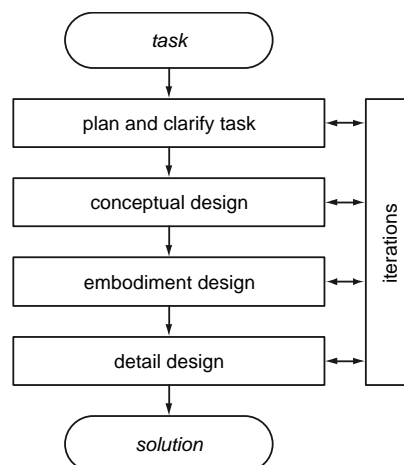 task
plan and clarify task
conceptual design
embodiment design
detail design
solution
iterations